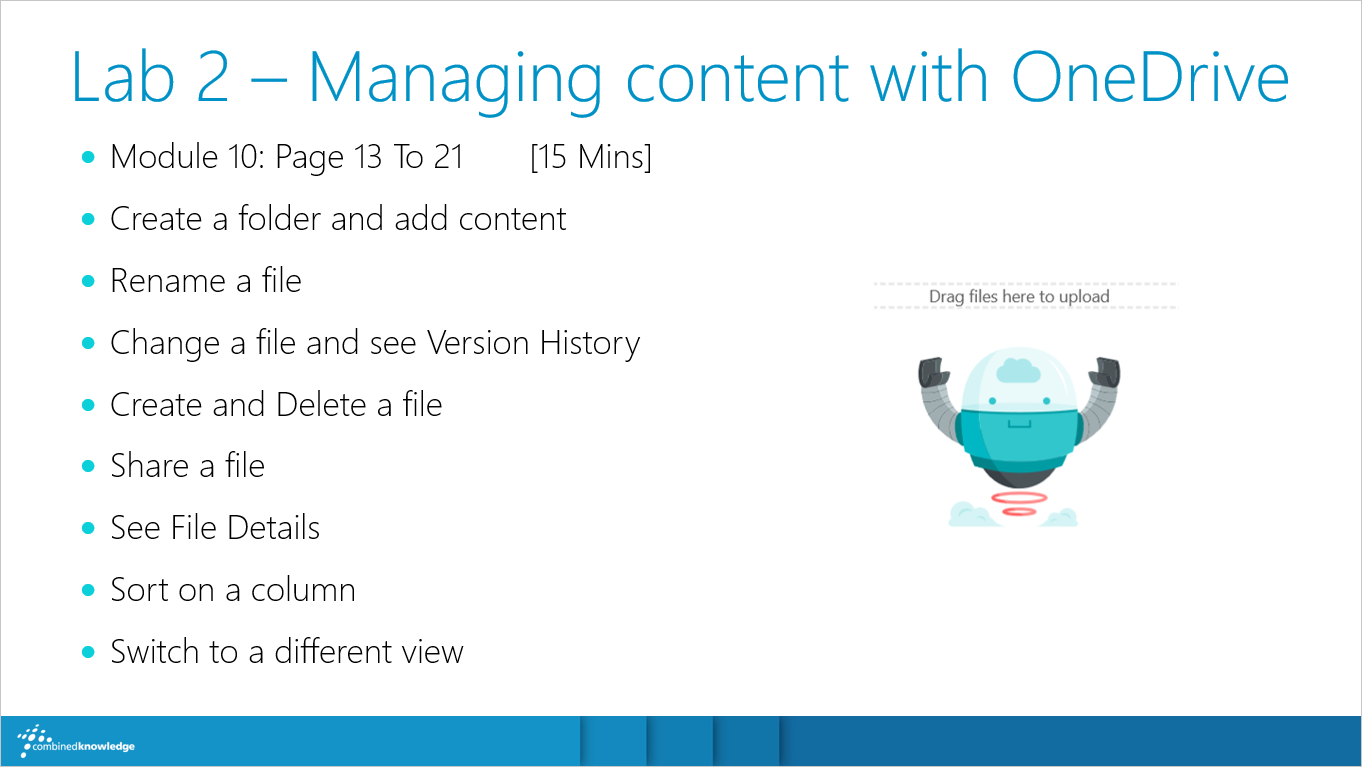 Lab 2 – Managing content with OneDrive
Module 10: Page 13 To 21 [15 Mins]
Create a folder and add content
Rename a file
Change a file and see Version History
Create and Delete a file
Share a file
See File Details
Sort on a column
Switch to a different view
Drag files here to upload
combinedknowledge